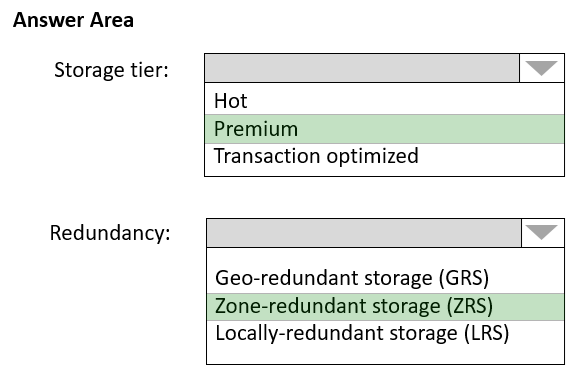 Answer Area
Storage tier:
Hot
Premium
Transaction optimized
Redundancy:
Geo-redundant storage (GRS)
Zone-redundant storage (ZRS)
Locally-redundant storage (LRS)